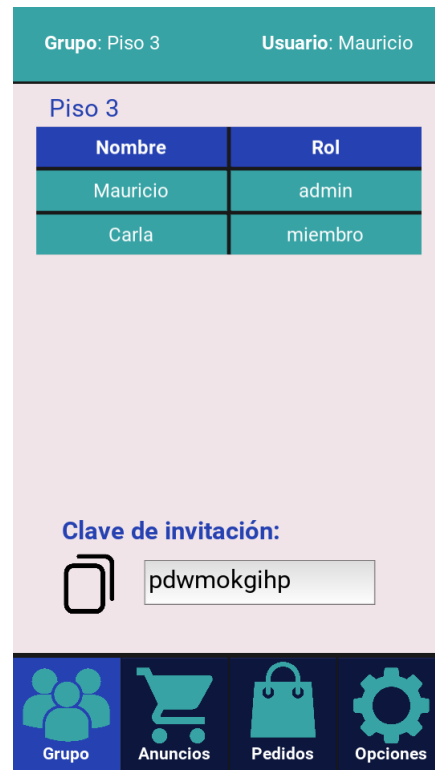 Grupo: Piso 3 Usuario: Mauricio
Piso 3
Nombre Rol
Mauricio admin
Carla miembro
Clave de invitación:
pdwmokgihp
Grupo Anuncios Pedidos Opciones